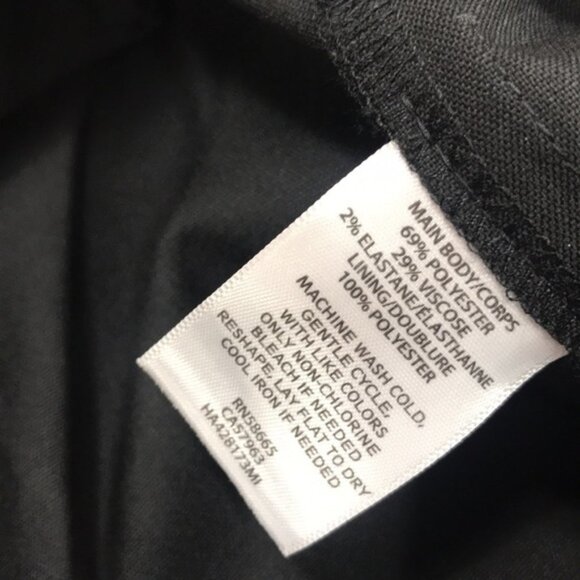 MAIN BODY/CORPS
69% POLYESTER
29% VISCOSE
2% ELASTANE/ÉLASTHANNE
LINING/DOUBLURE
100% POLYESTER
MACHINE WASH COLD,
GENTLE CYCLE,
WITH LIKE COLORS
ONLY NON-CHLORINE
BLEACH IF NEEDED
RESHAPE, LAY FLAT TO DRY
COOL IRON IF NEEDED
RN58665
CA57963
HA428173MI